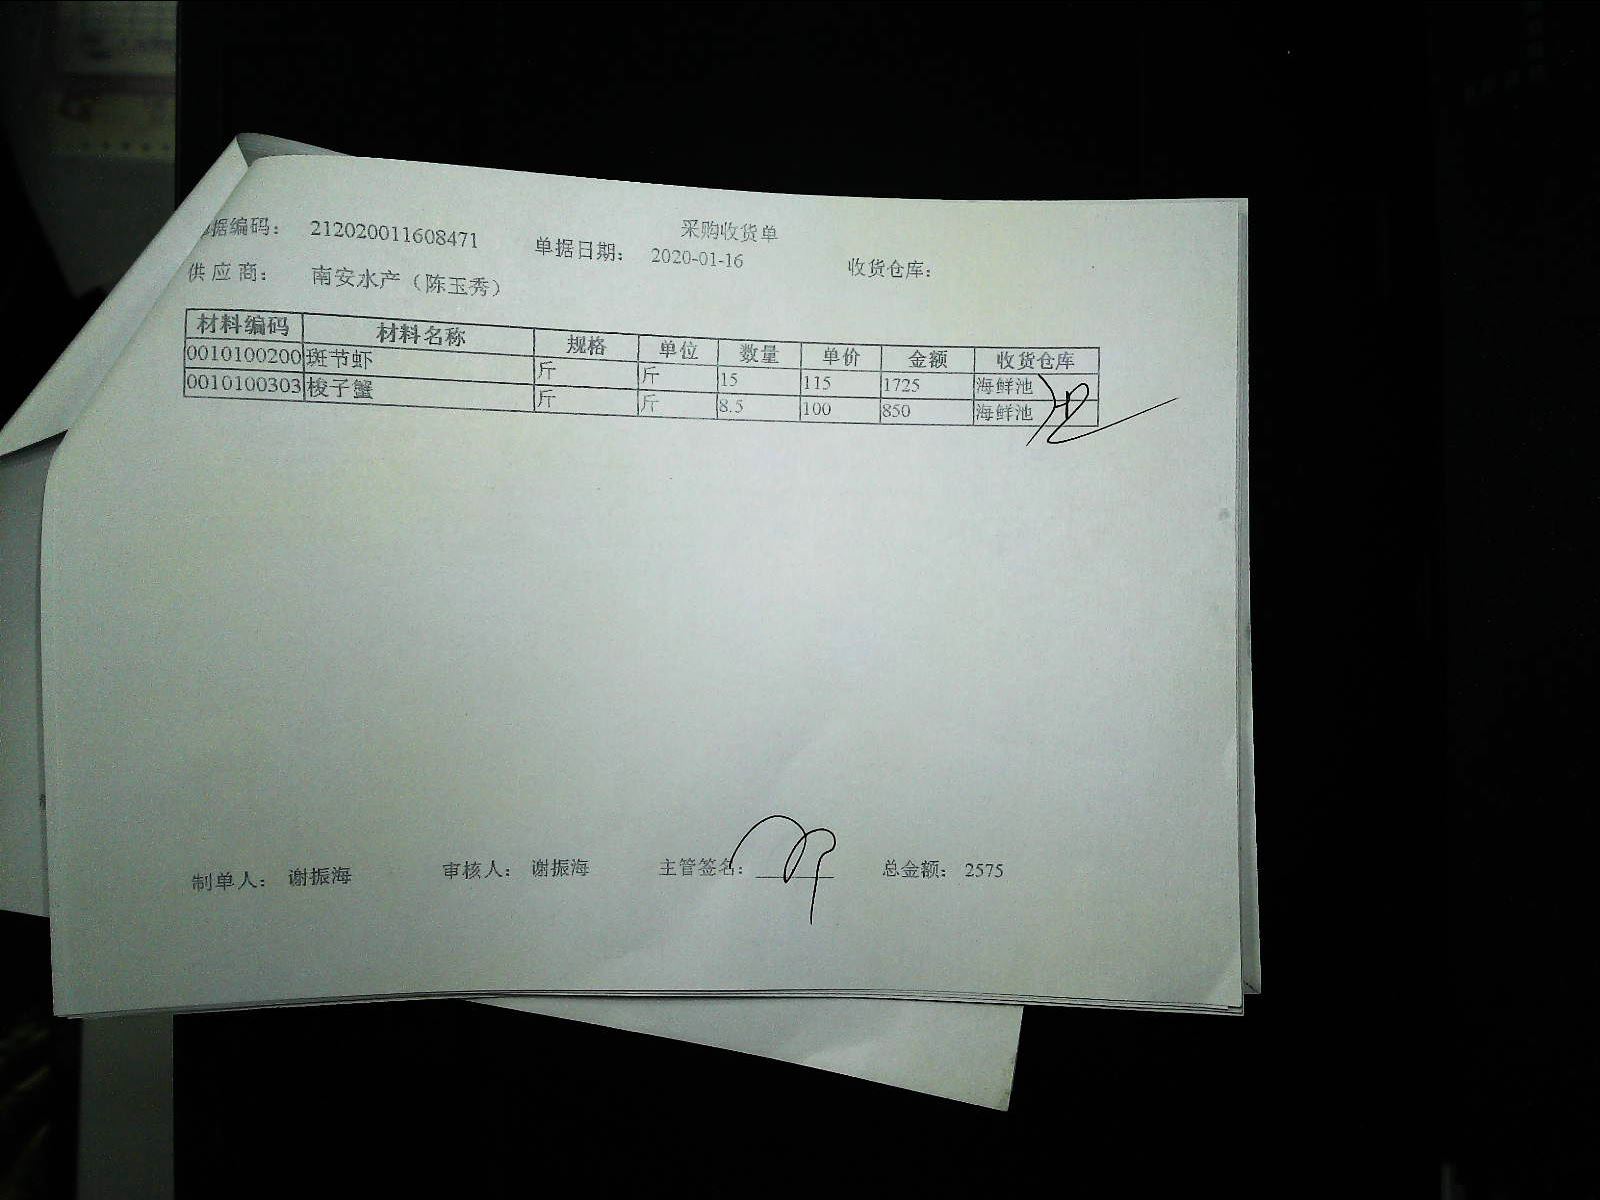 采购收货单
据编码： 212020011608471 单据日期： 2020-01-16 收货仓库：
供应商： 南安水产（陈玉秀）
材料编码 材料名称 规格 单位 数量 单价 金额 收货仓库
0010100200 斑节虾 斤 斤 15 115 1725 海鲜池
0010100303 梭子蟹 斤 斤 8.5 100 850 海鲜池
制单人： 谢振海 审核人： 谢振海 主管签名： 总金额： 2575